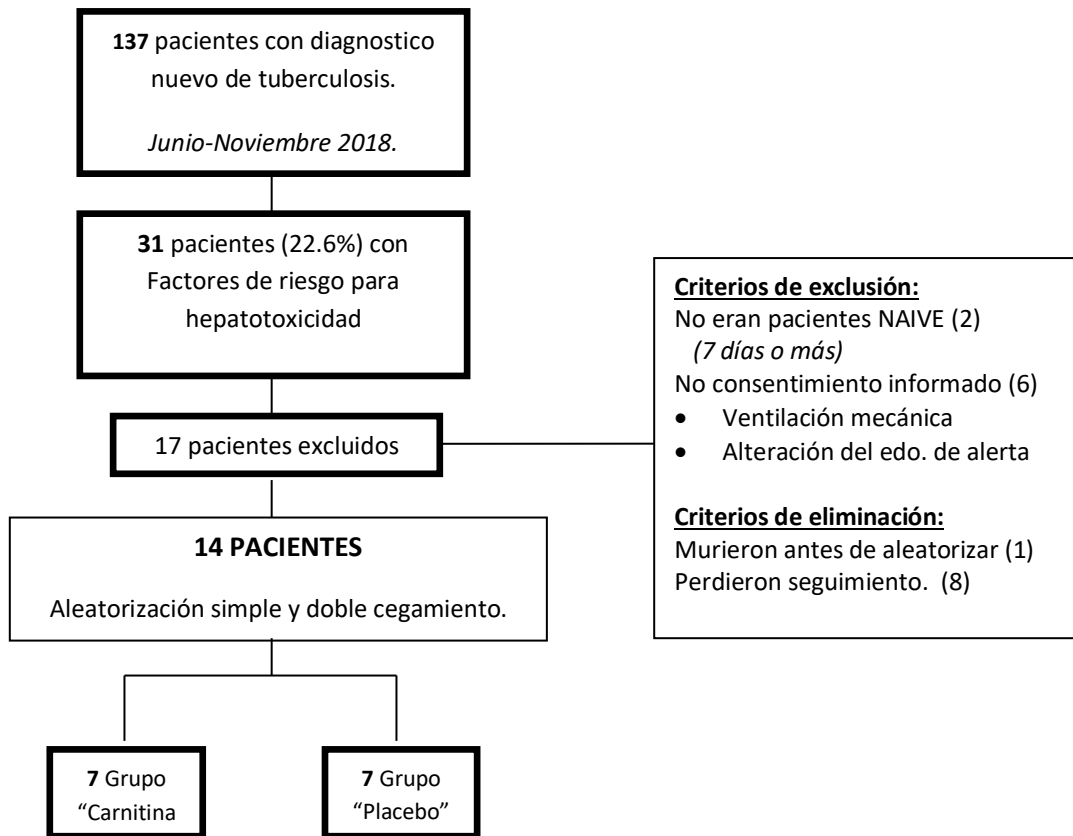 137 pacientes con diagnostico
nuevo de tuberculosis.
Junio-Noviembre 2018.
31 pacientes (22.6%) con
Factores de riesgo para
hepatotoxicidad
17 pacientes excluidos
Criterios de exclusión:
No eran pacientes NAIVE (2)
(7 días o más)
No consentimiento informado (6)
• Ventilación mecánica
• Alteración del edo. de alerta
Criterios de eliminación:
Murieron antes de aleatorizar (1)
Perdieron seguimiento. (8)
14 PACIENTES
Aleatorización simple y doble cegamiento.
7 Grupo
“Carnitina
7 Grupo
“Placebo”